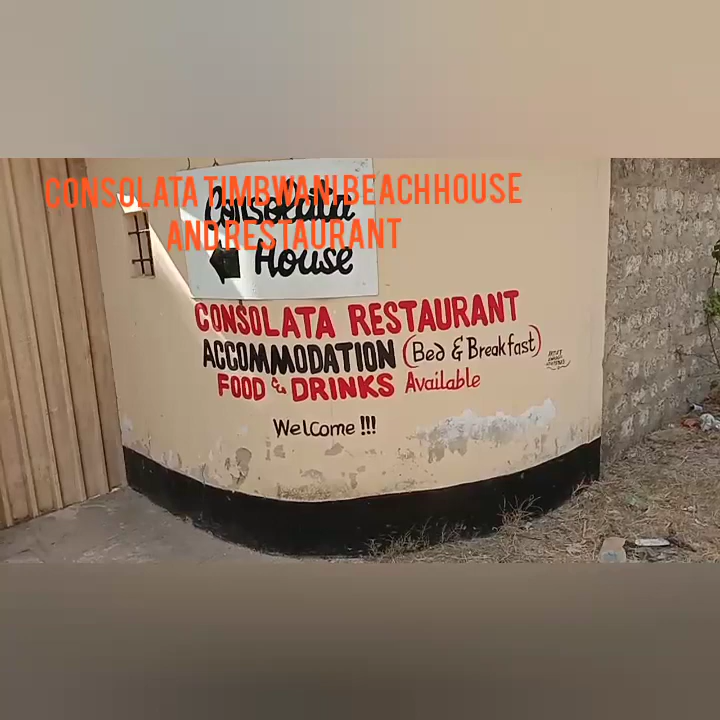 CONSOLATA TIMBWANI BEACHHOUSE
AND RESTAURANT
Consolata
House
CONSOLATA RESTAURANT
ACCOMMODATION (Bed & Breakfast)
FOOD & DRINKS Available
Welcome !!!